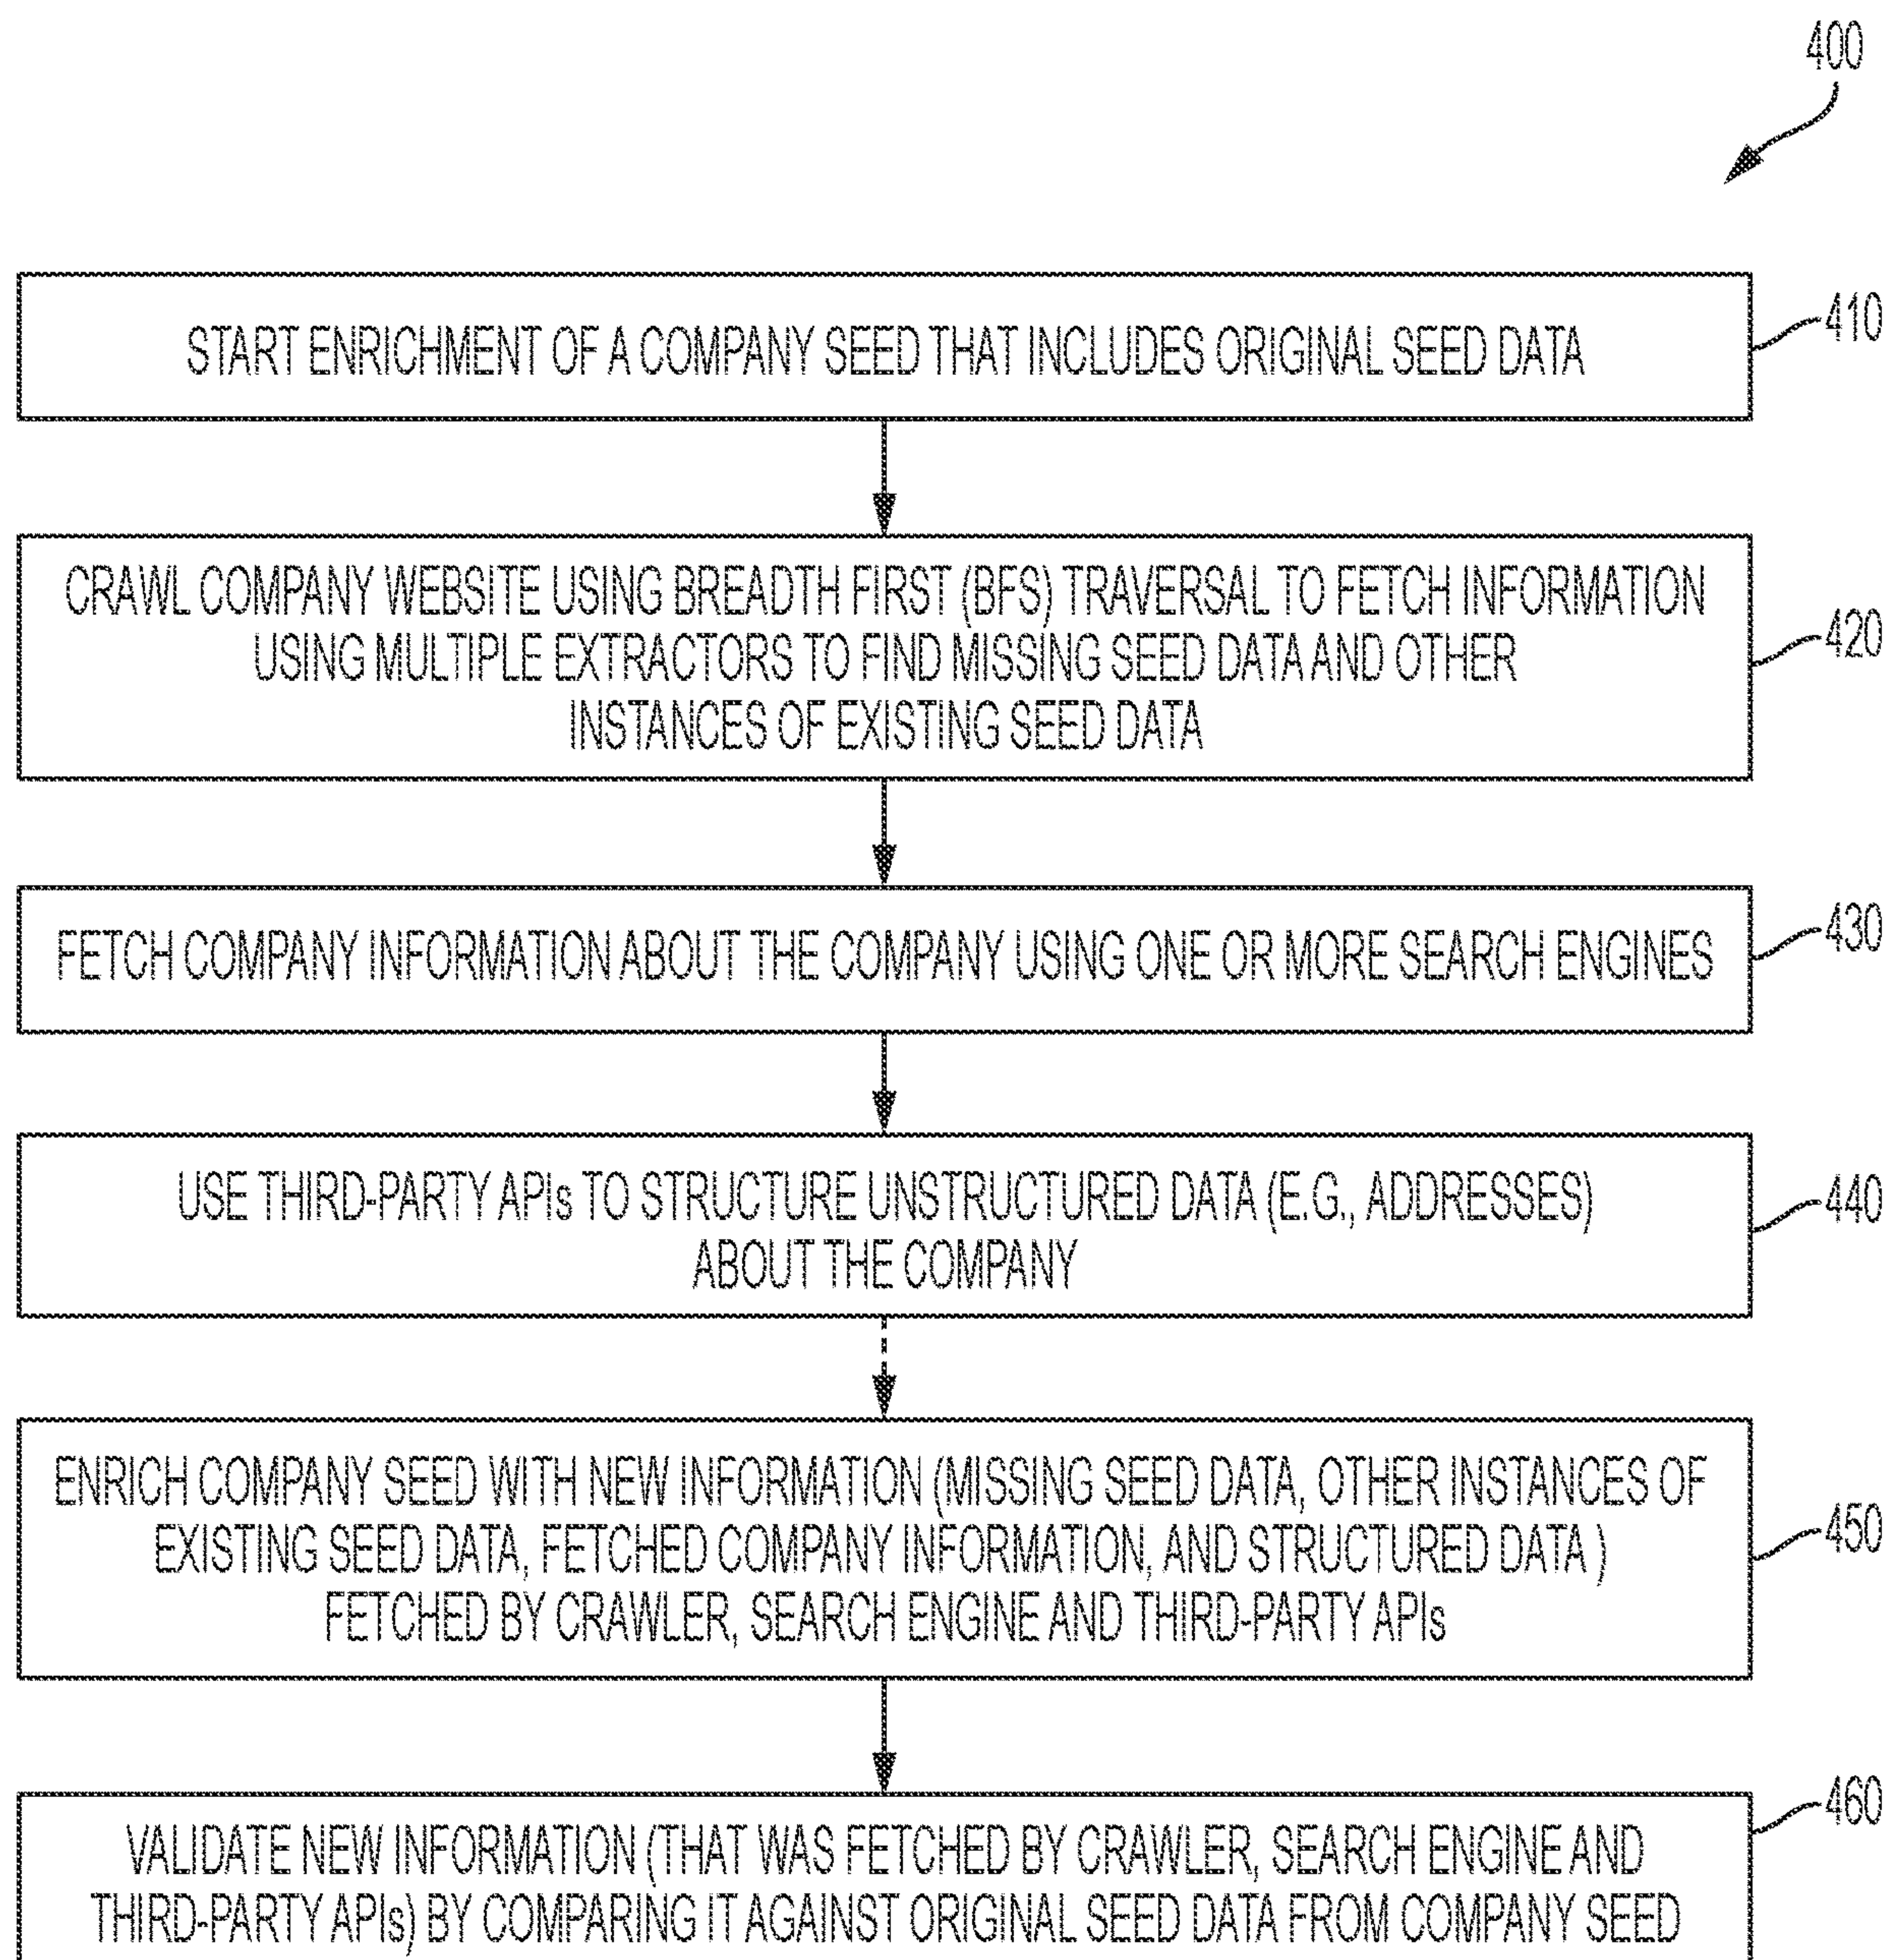 400
START ENRICHMENT OF A COMPANY SEED THAT INCLUDES ORIGINAL SEED DATA
410
CRAWL COMPANY WEBSITE USING BREADTH FIRST (BFS) TRAVERSAL TO FETCH INFORMATION
USING MULTIPLE EXTRACTORS TO FIND MISSING SEED DATA AND OTHER
INSTANCES OF EXISTING SEED DATA
420
FETCH COMPANY INFORMATION ABOUT THE COMPANY USING ONE OR MORE SEARCH ENGINES
430
USE THIRD-PARTY APIs TO STRUCTURE UNSTRUCTURED DATA (E.G., ADDRESSES)
ABOUT THE COMPANY
440
ENRICH COMPANY SEED WITH NEW INFORMATION (MISSING SEED DATA, OTHER INSTANCES OF
EXISTING SEED DATA, FETCHED COMPANY INFORMATION, AND STRUCTURED DATA )
FETCHED BY CRAWLER, SEARCH ENGINE AND THIRD-PARTY APIs
450
VALIDATE NEW INFORMATION (THAT WAS FETCHED BY CRAWLER, SEARCH ENGINE AND
THIRD-PARTY APIs) BY COMPARING IT AGAINST ORIGINAL SEED DATA FROM COMPANY SEED
460